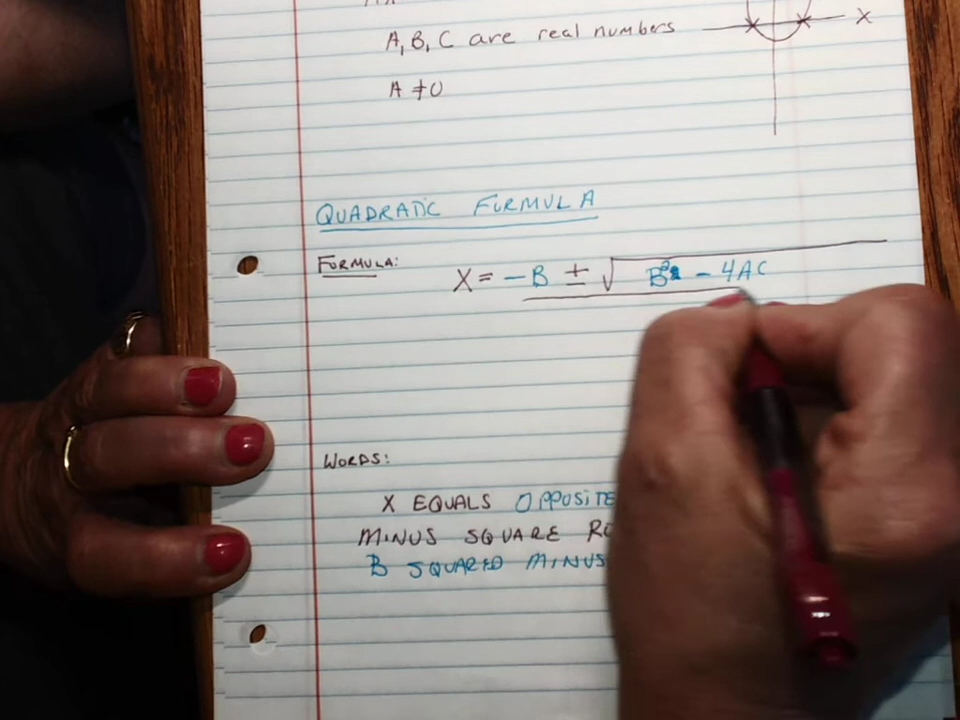 A, B, C are real numbers
X
A ≠ 0
QUADRATIC FORMULA
FORMULA:
X = -B ± √B² - 4AC
WORDS:
X EQUALS OPPOSITE
MINUS SQUARE
B SQUARED MINUS